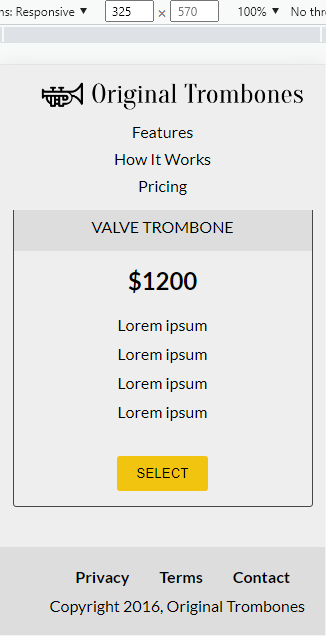 ns: Responsive ▼ 325 × 570 100% ▼ No thr
Original Trombones
Features
How It Works
Pricing
VALVE TROMBONE
$1200
Lorem ipsum
Lorem ipsum
Lorem ipsum
Lorem ipsum
SELECT
Privacy Terms Contact
Copyright 2016, Original Trombones